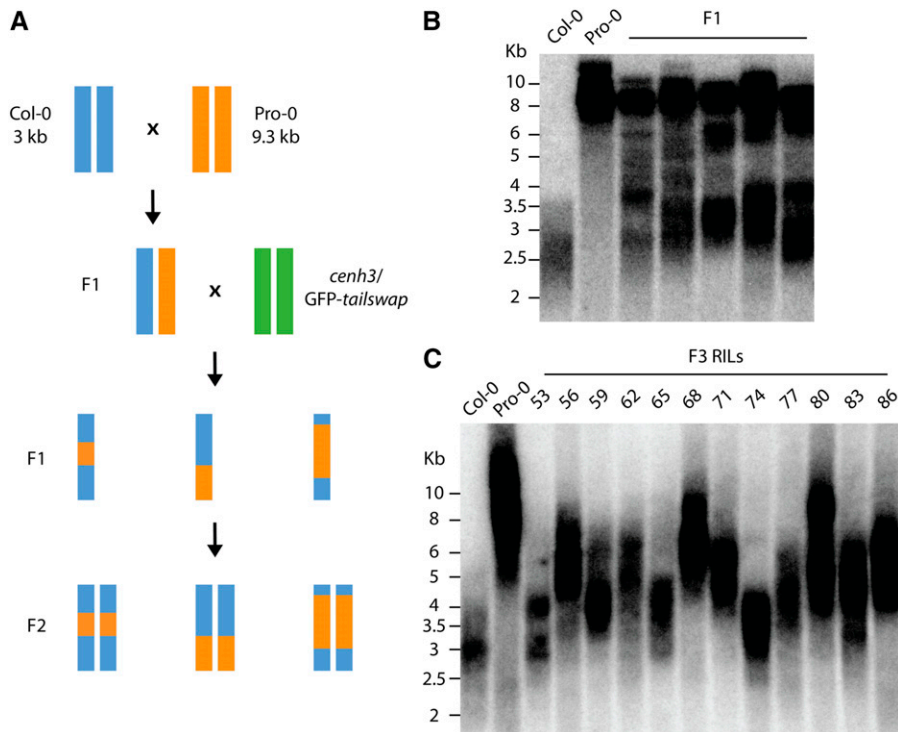 A
Col-0
3 kb
x
Pro-0
9.3 kb
F1
x
cenh3/
GFP-tailswap
F1
F2
B
Col-0
Pro-0
F1
Kb
10
8
6
5
4
3.5
3
2.5
2
C
F3 RILs
Col-0
Pro-0
53
56
59
62
65
68
71
74
77
80
83
86
Kb
10
8
6
5
4
3.5
3
2.5
2